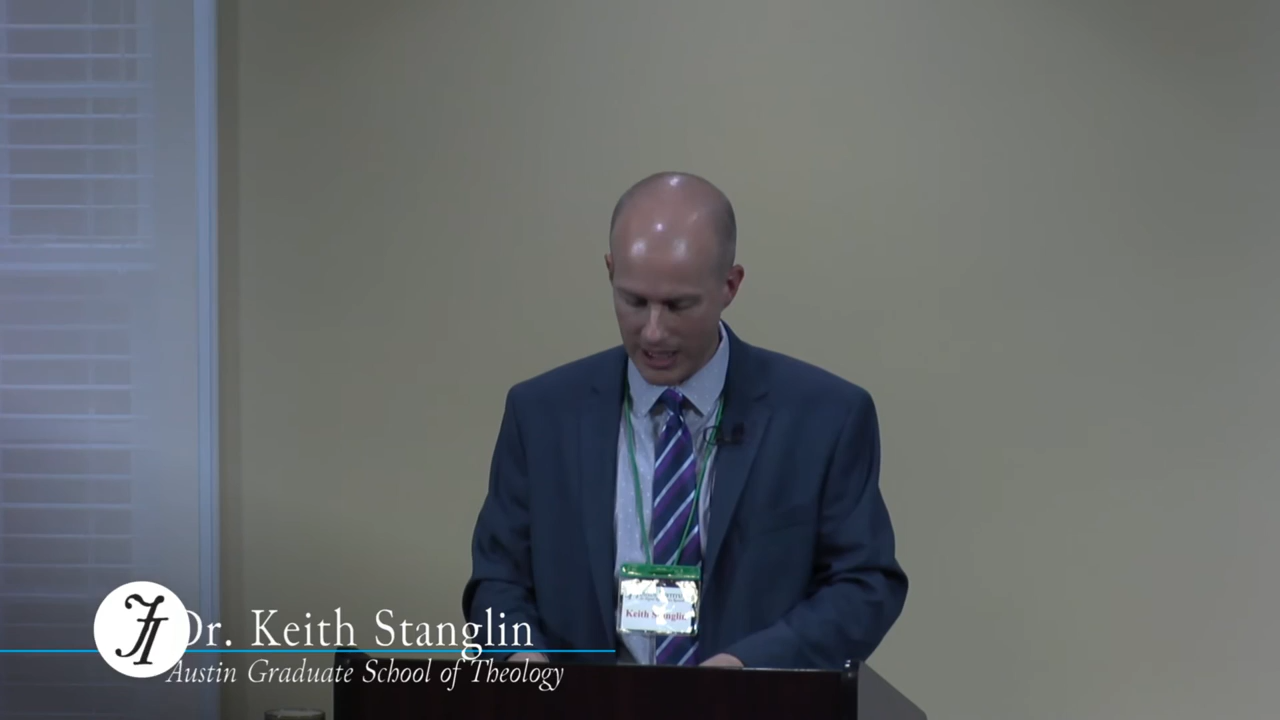 Keith Stanglin
Dr. Keith Stanglin
Austin Graduate School of Theology